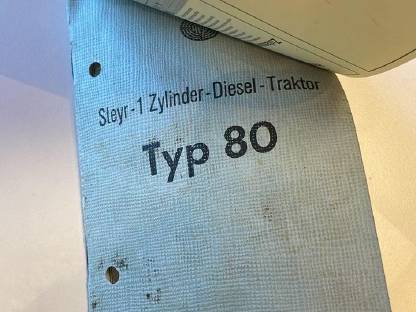 Steyr-1 Zylinder-Diesel-Traktor
Typ 80